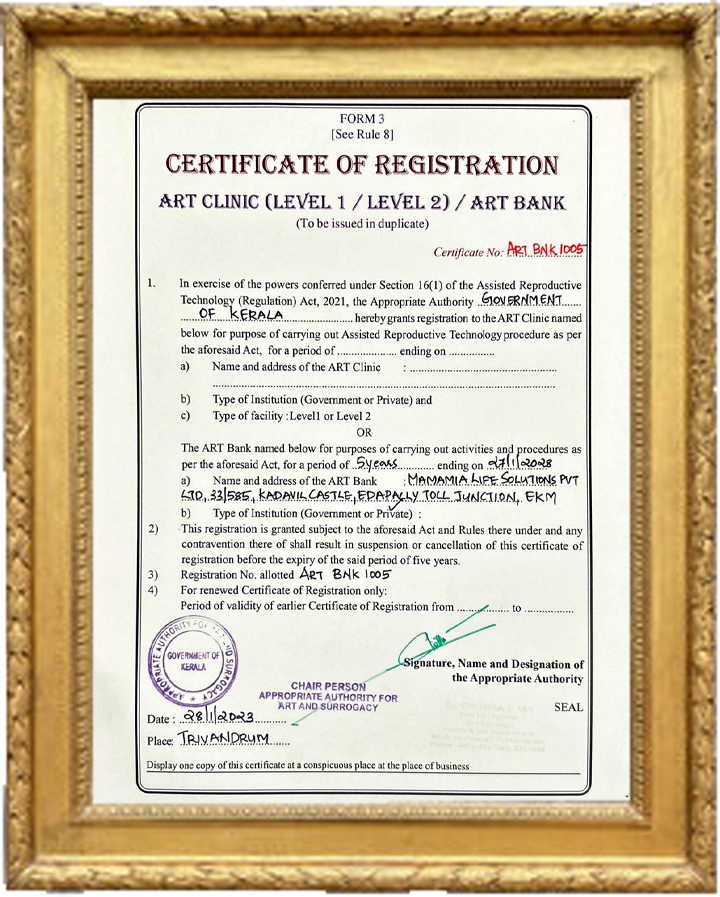 FORM 3
[See Rule 8]
CERTIFICATE OF REGISTRATION
ART CLINIC (LEVEL 1 / LEVEL 2) / ART BANK
(To be issued in duplicate)
Certificate No: ART BNK 1005
1. In exercise of the powers conferred under Section 16(1) of the Assisted Reproductive
Technology (Regulation) Act, 2021, the Appropriate Authority GOVERNMENT
OF KERALA hereby grants registration to the ART Clinic named
below for purpose of carrying out Assisted Reproductive Technology procedure as per
the aforesaid Act, for a period of .................... ending on ...............
a) Name and address of the ART Clinic : ..................................................
b) Type of Institution (Government or Private) and
c) Type of facility :Level1 or Level 2
OR
The ART Bank named below for purposes of carrying out activities and procedures as
per the aforesaid Act, for a period of 5years ending on 27/1/2028
a) Name and address of the ART Bank : MAMAMIA LIFE SOLUTIONS PVT
LTD, 33/585, KADAVIL CASTLE, EDAPALLY TOLL JUNCTION, EKM
b) Type of Institution (Government or Private) :
2) This registration is granted subject to the aforesaid Act and Rules there under and any
contravention there of shall result in suspension or cancellation of this certificate of
registration before the expiry of the said period of five years.
3) Registration No. allotted ART BNK 1005
4) For renewed Certificate of Registration only:
Period of validity of earlier Certificate of Registration from .................. to ................
APPROPRIATE AUTHORITY FOR ART AND SURROGACY
GOVERNMENT OF
KERALA
Signature, Name and Designation of
the Appropriate Authority
CHAIR PERSON
APPROPRIATE AUTHORITY FOR
ART AND SURROGACY
SEAL
Date : 28/1/2023
Place: TRIVANDRUM
Display one copy of this certificate at a conspicuous place at the place of business